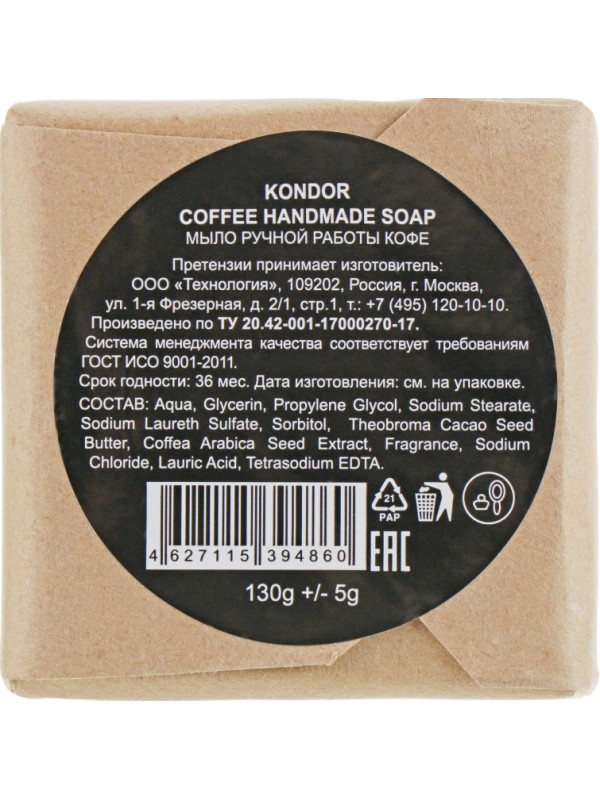 KONDOR
COFFEE HANDMADE SOAP
МЫЛО РУЧНОЙ РАБОТЫ КОФЕ
Претензии принимает изготовитель:
ООО «Технология», 109202, Россия, г. Москва,
ул. 1-я Фрезерная, д. 2/1, стр.1, т.: +7 (495) 120-10-10.
Произведено по ТУ 20.42-001-17000270-17.
Система менеджмента качества соответствует требованиям
ГОСТ ИСО 9001-2011.
Срок годности: 36 мес. Дата изготовления: см. на упаковке.
СОСТАВ: Aqua, Glycerin, Propylene Glycol, Sodium Stearate,
Sodium Laureth Sulfate, Sorbitol, Theobroma Cacao Seed
Butter, Coffea Arabica Seed Extract, Fragrance, Sodium
Chloride, Lauric Acid, Tetrasodium EDTA.
21
PAP
4 627115 394860
EAC
130g +/- 5g